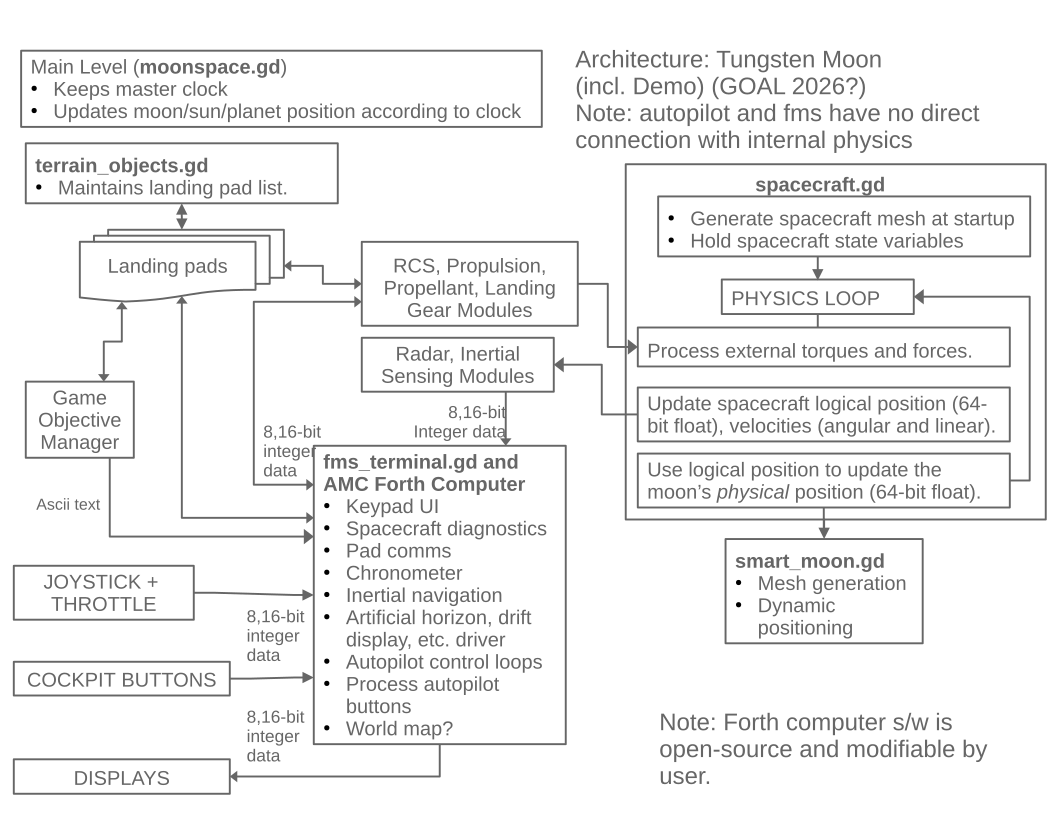 Main Level (moonspace.gd)
• Keeps master clock
• Updates moon/sun/planet position according to clock
Architecture: Tungsten Moon
(incl. Demo) (GOAL 2026?)
Note: autopilot and fms have no direct
connection with internal physics
terrain_objects.gd
• Maintains landing pad list.
Landing pads
RCS, Propulsion,
Propellant, Landing
Gear Modules
Radar, Inertial
Sensing Modules
spacecraft.gd
• Generate spacecraft mesh at startup
• Hold spacecraft state variables
PHYSICS LOOP
Process external torques and forces.
Update spacecraft logical position (64-
bit float), velocities (angular and linear).
Use logical position to update the
moon’s physical position (64-bit float).
smart_moon.gd
• Mesh generation
• Dynamic
positioning
Game
Objective
Manager
Ascii text
8,16-bit
integer
data
8,16-bit
Integer data
fms_terminal.gd and
AMC Forth Computer
• Keypad UI
• Spacecraft diagnostics
• Pad comms
• Chronometer
• Inertial navigation
• Artificial horizon, drift
display, etc. driver
• Autopilot control loops
• Process autopilot
buttons
• World map?
JOYSTICK +
THROTTLE
8,16-bit
integer
data
COCKPIT BUTTONS
8,16-bit
integer
data
DISPLAYS
Note: Forth computer s/w is
open-source and modifiable by
user.